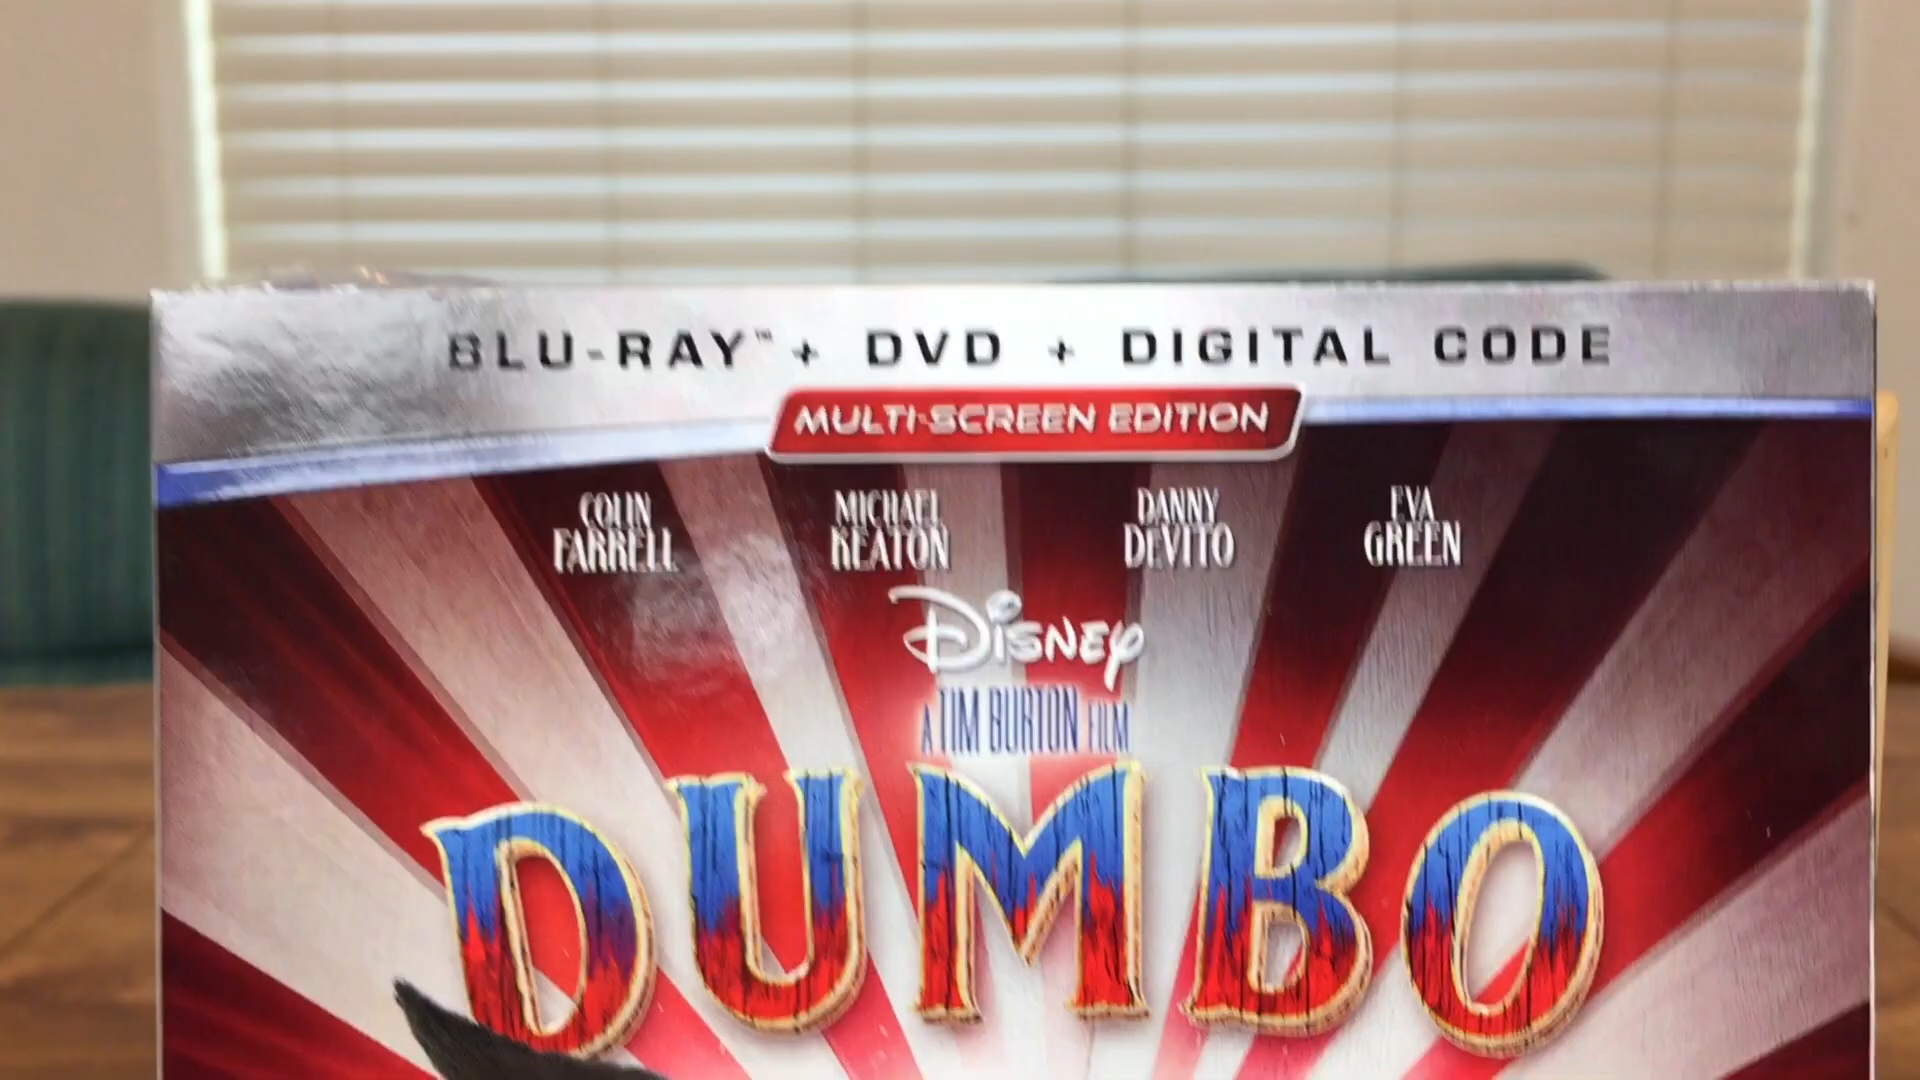 BLU-RAY™ + DVD + DIGITAL CODE
MULTI-SCREEN EDITION
COLIN FARRELL
MICHAEL KEATON
DANNY DEVITO
EVA GREEN
DISNEY
A TIM BURTON FILM
DUMBO